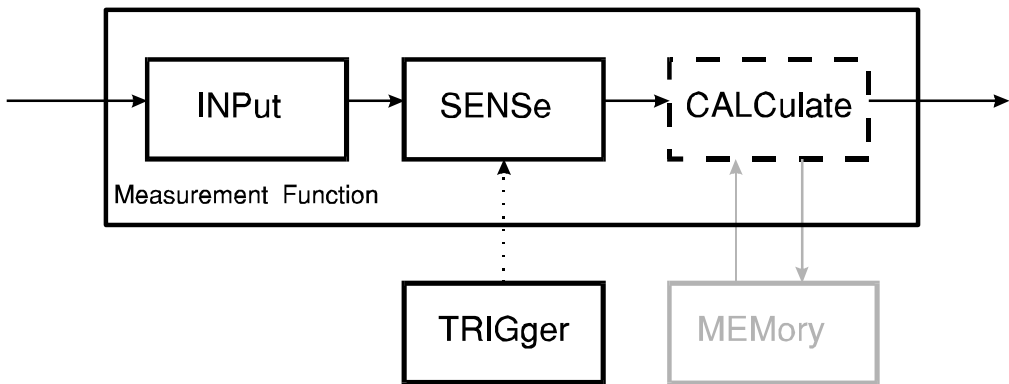 INPut
SENSe
CALCulate
Measurement Function
TRIGger
MEMory